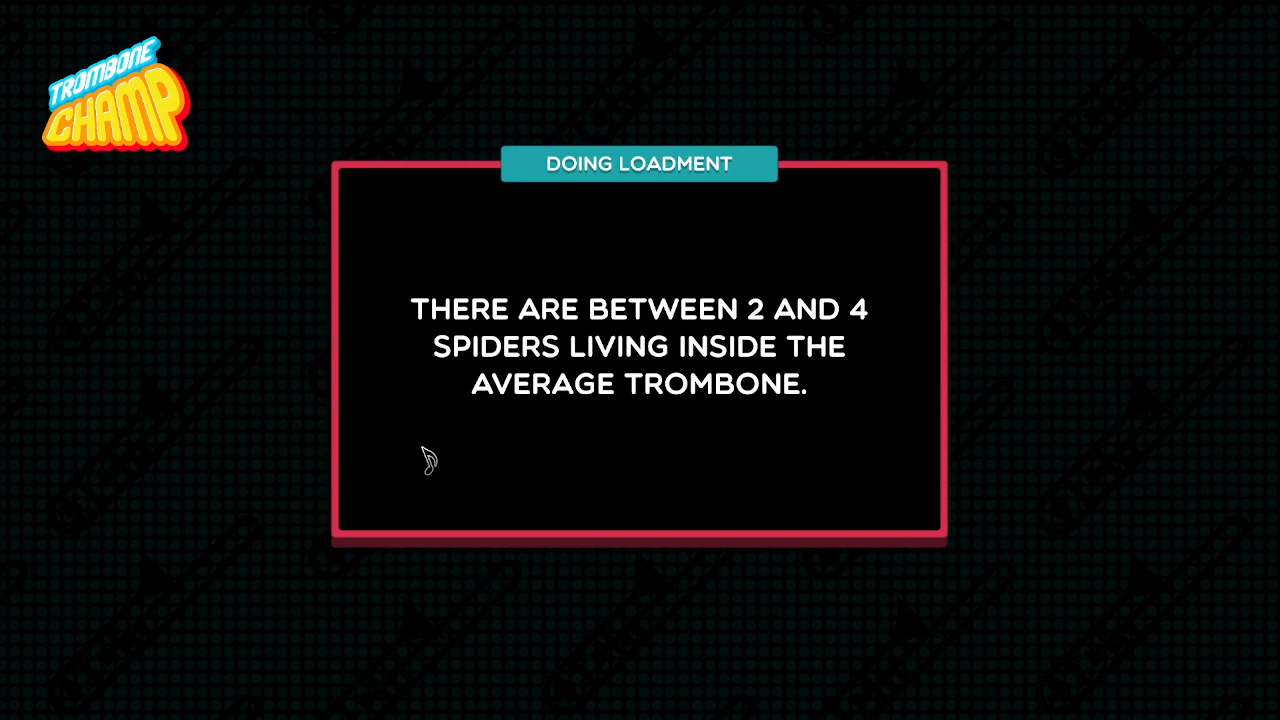 TROMBONE
CHAMP
DOING LOADMENT
THERE ARE BETWEEN 2 AND 4
SPIDERS LIVING INSIDE THE
AVERAGE TROMBONE.